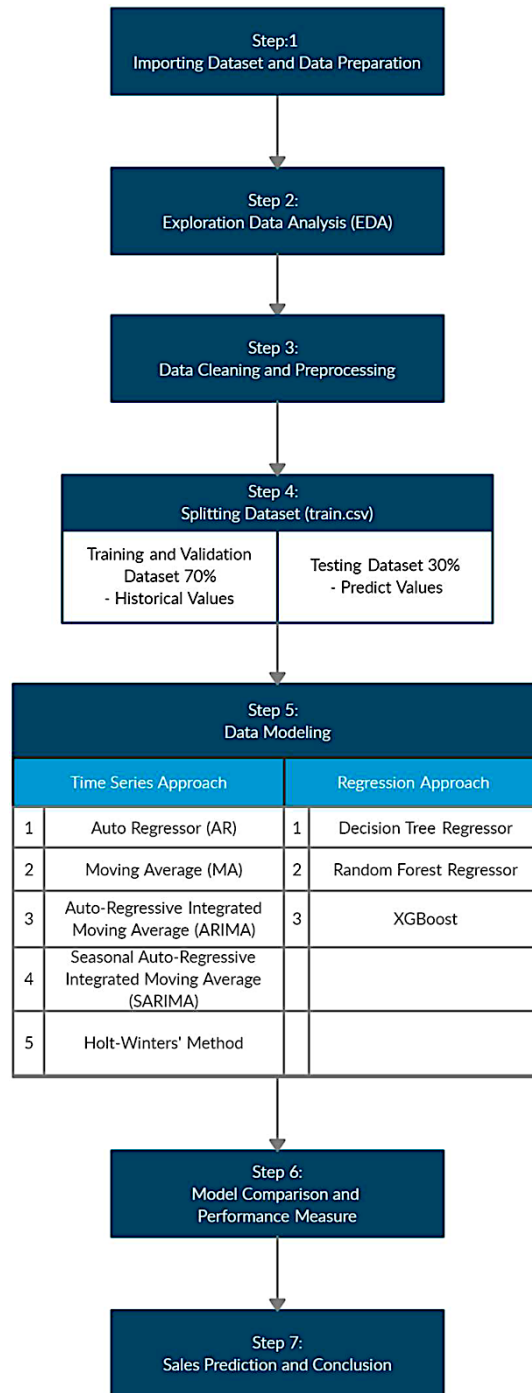 Step:1
Importing Dataset and Data Preparation
Step 2:
Exploration Data Analysis (EDA)
Step 3:
Data Cleaning and Preprocessing
Step 4:
Splitting Dataset (train.csv)
Training and Validation
Dataset 70%
- Historical Values
Testing Dataset 30%
- Predict Values
Step 5:
Data Modeling
Time Series Approach
Regression Approach
1 Auto Regressor (AR) 1 Decision Tree Regressor
2 Moving Average (MA) 2 Random Forest Regressor
3 Auto-Regressive Integrated
Moving Average (ARIMA)
3 XGBoost
4 Seasonal Auto-Regressive
Integrated Moving Average
(SARIMA)
5 Holt-Winters' Method
Step 6:
Model Comparison and
Performance Measure
Step 7:
Sales Prediction and Conclusion